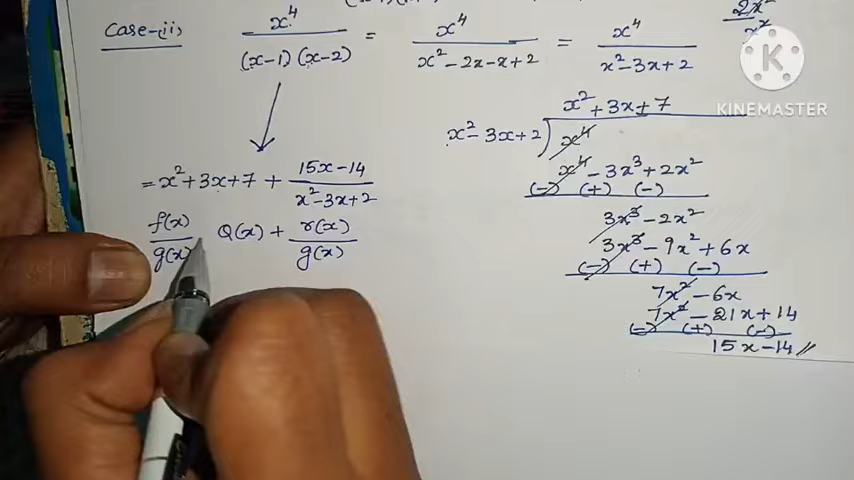 Case-(ii) x⁴/(x-1)(x-2) = x⁴/x²-2x-x+2 = x⁴/x²-3x+2
KINEMASTER
x²+3x+7
x²-3x+2 ) x⁴
x⁴-3x³+2x²
(-) (+) (-)
3x³-2x²
3x³-9x²+6x
(-) (+) (-)
7x²-6x
7x²-21x+14
(-) (+) (-)
15x-14//
= x²+3x+7 + 15x-14/x²-3x+2
f(x)/g(x) Q(x) + r(x)/g(x)